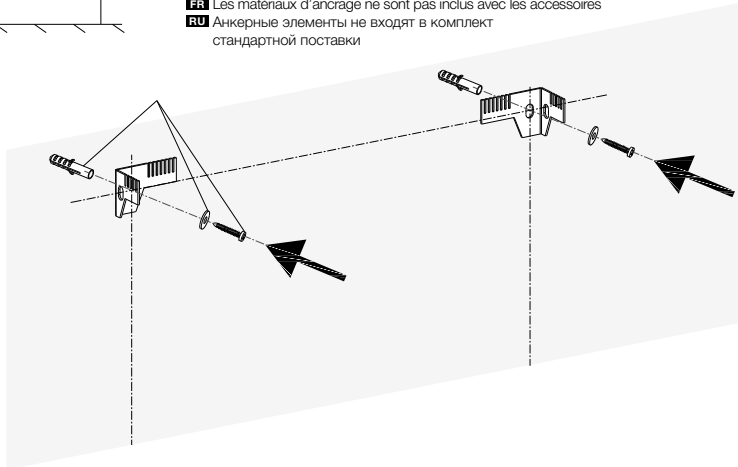 FR Les matériaux d'ancrage ne sont pas inclus avec les accessoires
RU Анкерные элементы не входят в комплект
стандартной поставки